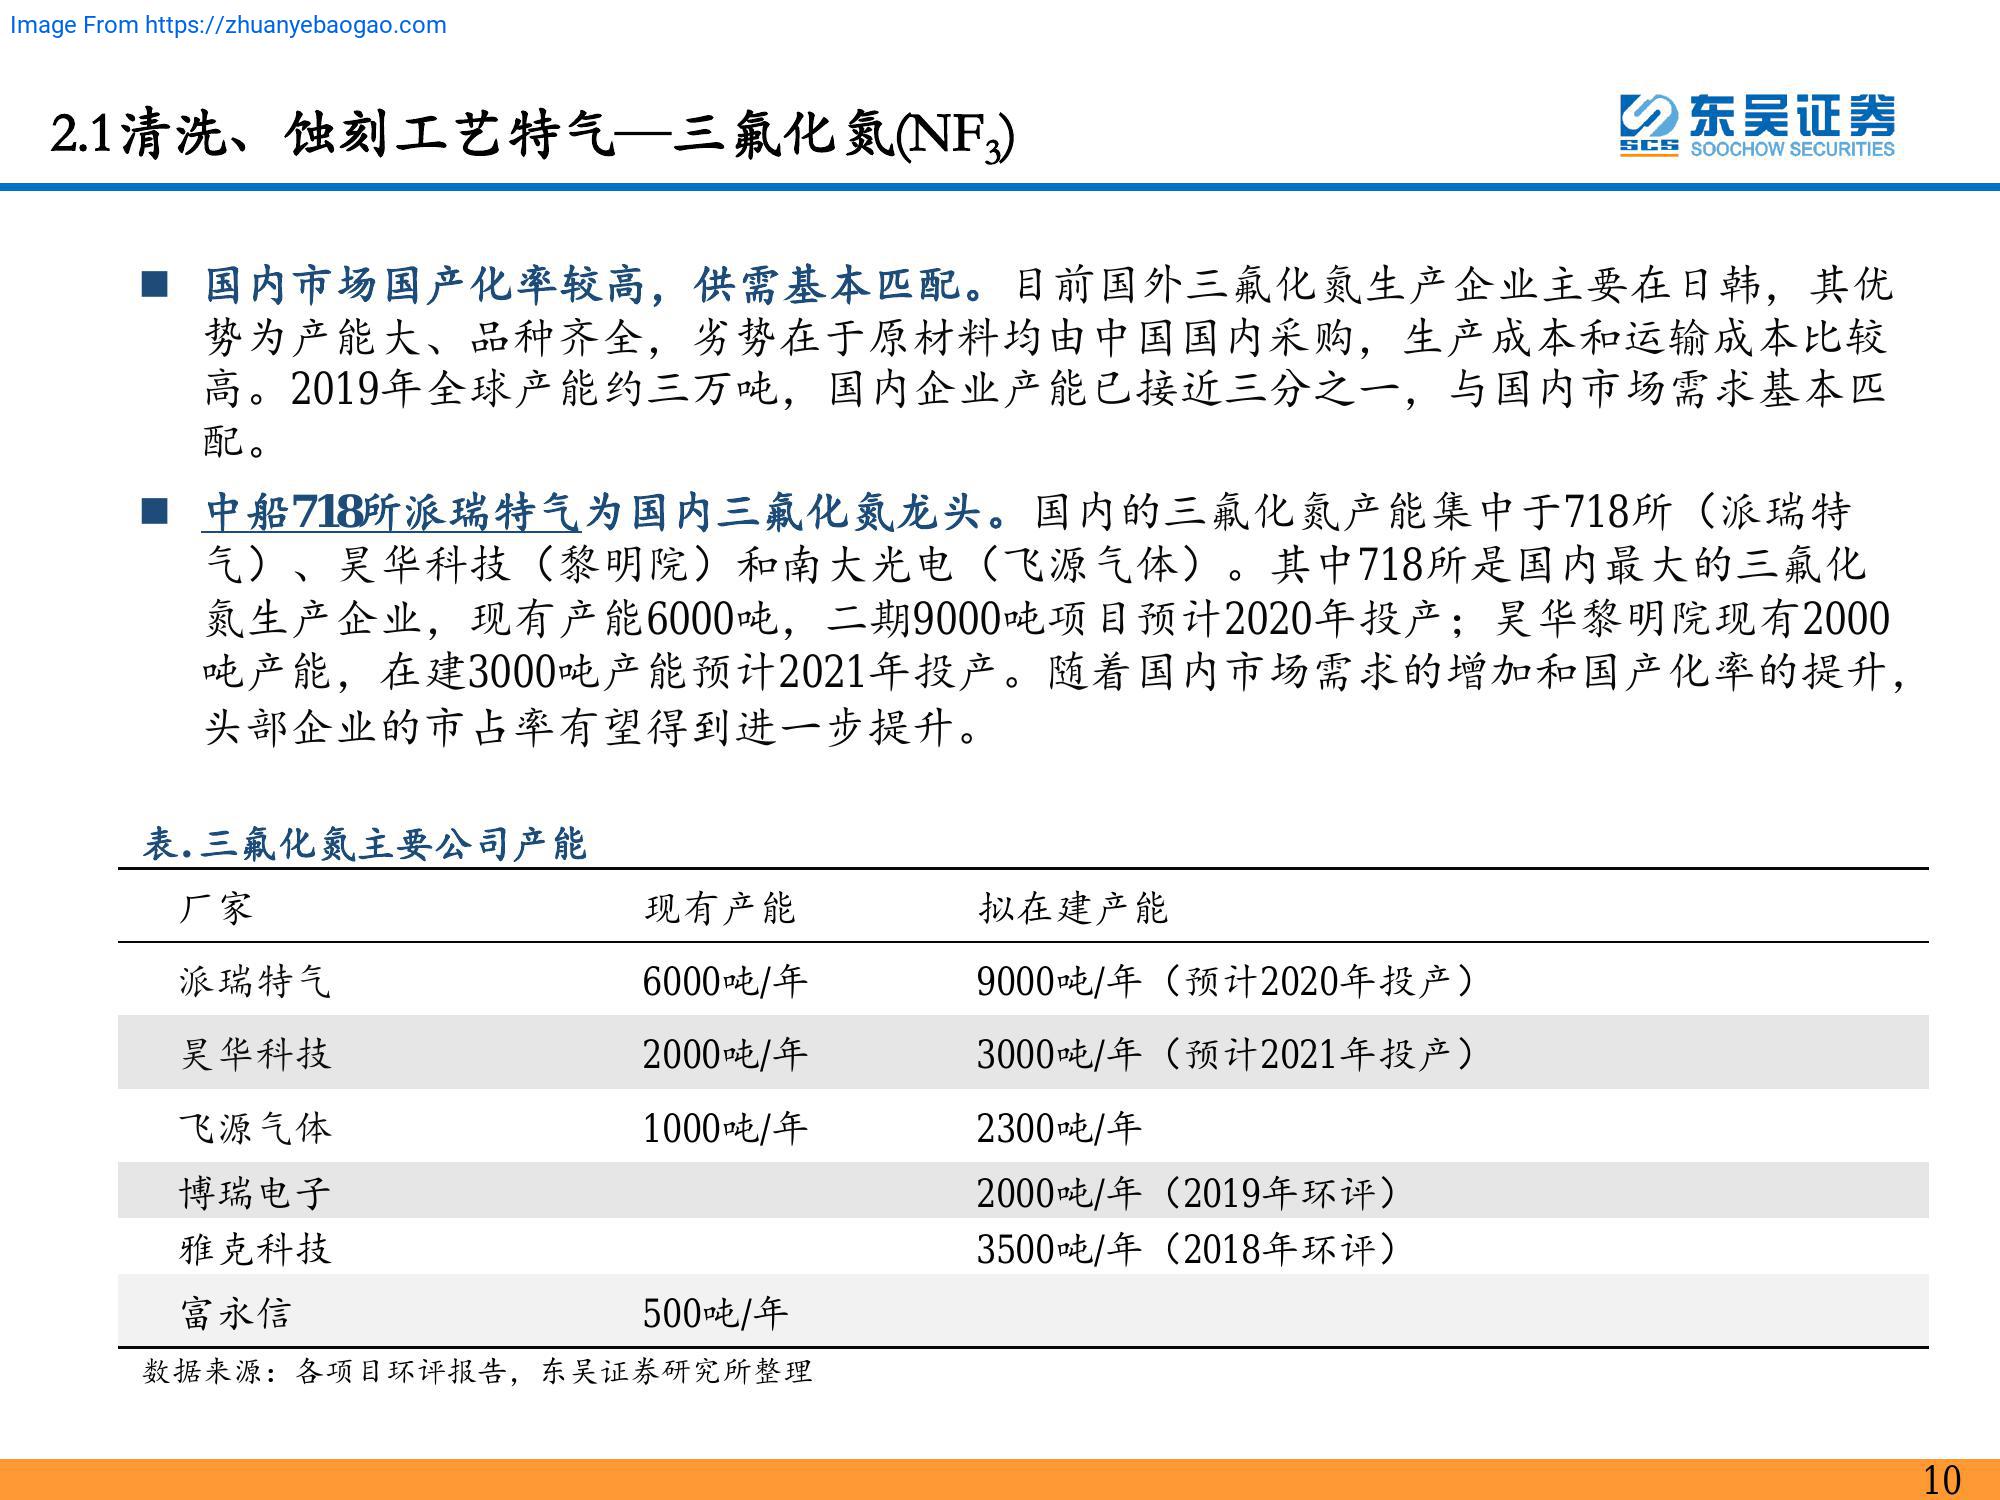 Image From https://zhuanyebaogao.com
2.1清洗、蚀刻工艺特气—三氟化氮(NF3)
东吴证券
SCS SOOCHOW SECURITIES
■ 国内市场国产化率较高，供需基本匹配。目前国外三氟化氮生产企业主要在日韩，其优
势为产能大、品种齐全，劣势在于原材料均由中国国内采购，生产成本和运输成本比较
高。2019年全球产能约三万吨，国内企业产能已接近三分之一，与国内市场需求基本匹
配。
■ 中船718所派瑞特气为国内三氟化氮龙头。国内的三氟化氮产能集中于718所（派瑞特
气）、昊华科技（黎明院）和南大光电（飞源气体）。其中718所是国内最大的三氟化
氮生产企业，现有产能6000吨，二期9000吨项目预计2020年投产；昊华黎明院现有2000
吨产能，在建3000吨产能预计2021年投产。随着国内市场需求的增加和国产化率的提升，
头部企业的市占率有望得到进一步提升。
表.三氟化氮主要公司产能
厂家 现有产能 拟在建产能
派瑞特气 6000吨/年 9000吨/年（预计2020年投产）
昊华科技 2000吨/年 3000吨/年（预计2021年投产）
飞源气体 1000吨/年 2300吨/年
博瑞电子 2000吨/年（2019年环评）
雅克科技 3500吨/年（2018年环评）
富永信 500吨/年
数据来源：各项目环评报告，东吴证券研究所整理
10